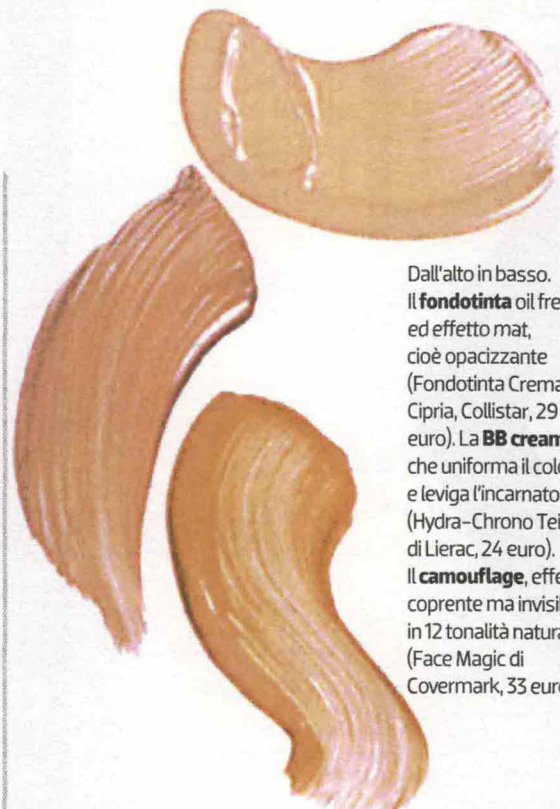 Dall'alto in basso.
Il fondotinta oil fre
ed effetto mat,
cioè opacizzante
(Fondotinta Crema
Cipria, Collistar, 29
euro). La BB cream
che uniforma il colo
e leviga l'incarnato
(Hydra-Chrono Tei
di Lierac, 24 euro).
Il camouflage, effe
coprente ma invisi
in 12 tonalità natura
(Face Magic di
Covermark, 33 eur